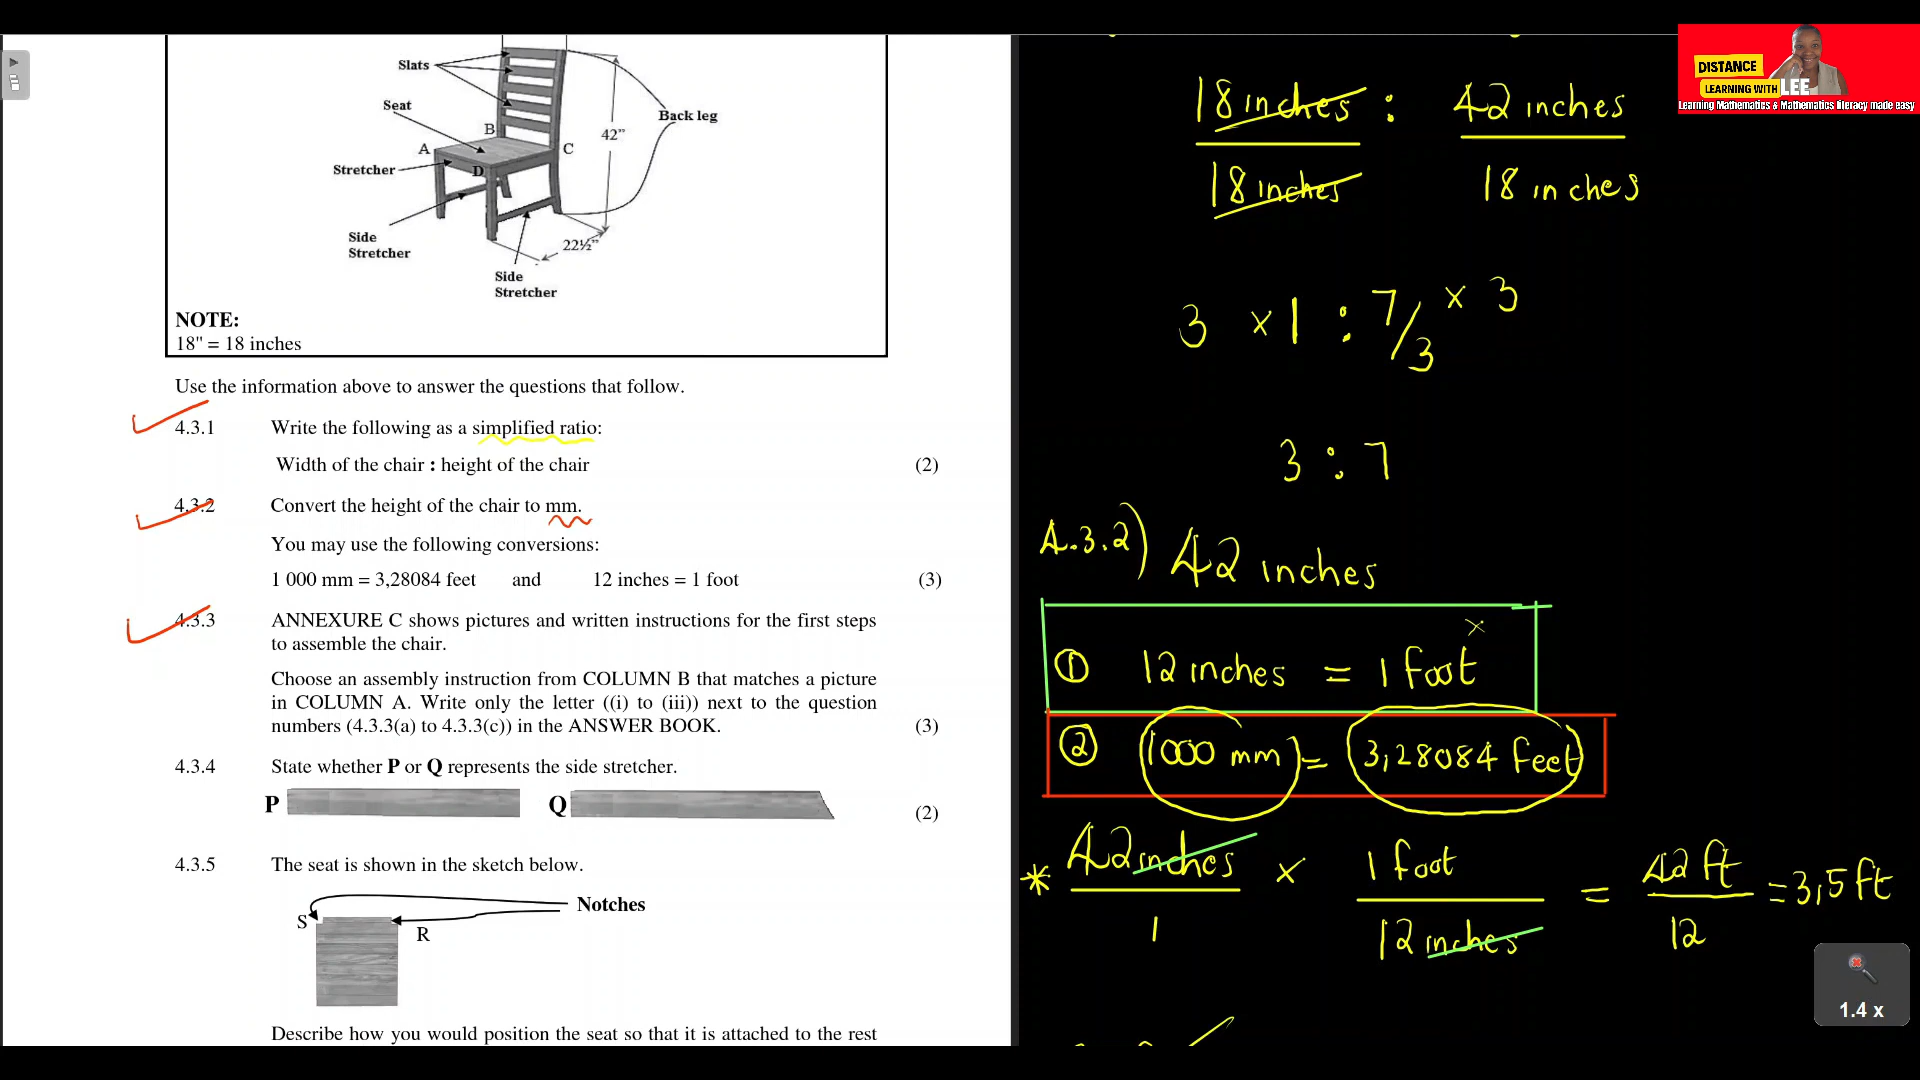 DISTANCE
LEARNING WITH LEE
Learning Mathematics & Mathematics literacy made easy
Slats
Seat
Back leg
B
42"
A
C
Stretcher
D
Side
Stretcher
22½"
Side
Stretcher
NOTE:
18" = 18 inches
Use the information above to answer the questions that follow.
4.3.1 Write the following as a simplified ratio:
Width of the chair : height of the chair (2)
4.3.2 Convert the height of the chair to mm.
You may use the following conversions:
1 000 mm = 3,28084 feet and 12 inches = 1 foot (3)
4.3.3 ANNEXURE C shows pictures and written instructions for the first steps
to assemble the chair.
Choose an assembly instruction from COLUMN B that matches a picture
in COLUMN A. Write only the letter ((i) to (iii)) next to the question
numbers (4.3.3(a) to 4.3.3(c)) in the ANSWER BOOK. (3)
4.3.4 State whether P or Q represents the side stretcher.
P Q (2)
4.3.5 The seat is shown in the sketch below.
Notches
S
R
Describe how you would position the seat so that it is attached to the rest
18 inches : 42 inches
18 inches 18 inches
3 × 1 : 7/3 × 3
3 : 7
4.3.2) 42 inches
① 12 inches = 1 foot
② 1000 mm = 3,28084 feet
* 42 inches × 1 foot = 42 ft = 3,5 ft
1 12 inches 12
1.4 x